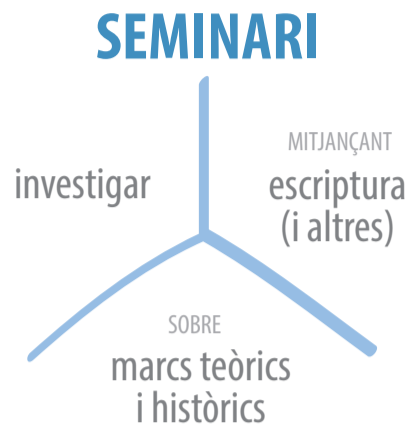 SEMINARI
investigar
MITJANÇANT
escriptura
(i altres)
SOBRE
marcs teòrics
i històrics